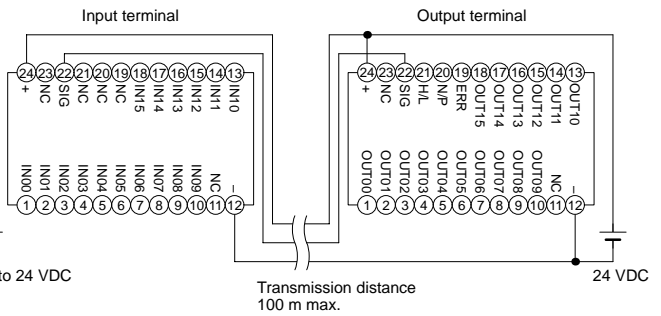 Input terminal
Output terminal
24 23 22 21 20 19 18 17 16 15 14 13
+ NC SIG NC NC NC IN15 IN14 IN13 IN12 IN11 IN10
IN00 IN01 IN02 IN03 IN04 IN05 IN06 IN07 IN08 IN09 NC –
1 2 3 4 5 6 7 8 9 10 11 12
24 23 22 21 20 19 18 17 16 15 14 13
+ NC SIG H/L N/P ERR OUT15 OUT14 OUT13 OUT12 OUT11 OUT10
OUT00 OUT01 OUT02 OUT03 OUT04 OUT05 OUT06 OUT07 OUT08 OUT09 NC –
1 2 3 4 5 6 7 8 9 10 11 12
to 24 VDC
Transmission distance
100 m max.
24 VDC